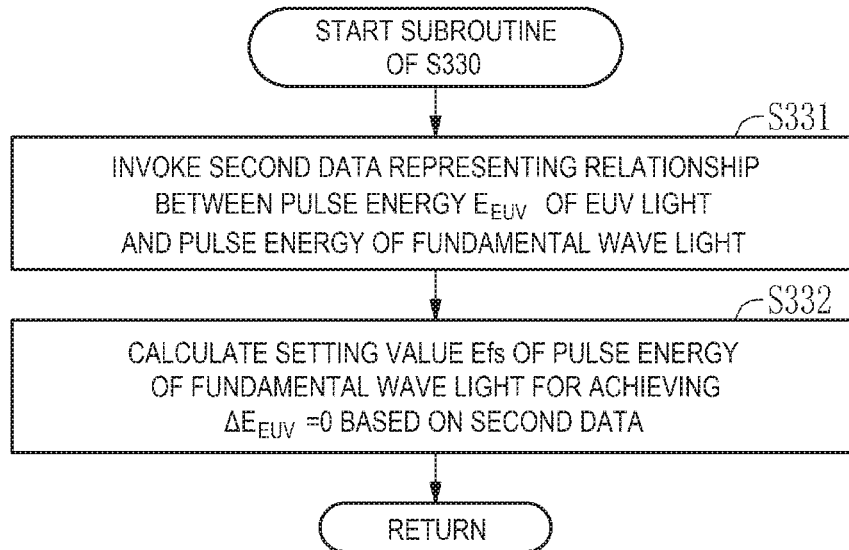 START SUBROUTINE
OF S330
S331
INVOKE SECOND DATA REPRESENTING RELATIONSHIP
BETWEEN PULSE ENERGY EEUV OF EUV LIGHT
AND PULSE ENERGY OF FUNDAMENTAL WAVE LIGHT
S332
CALCULATE SETTING VALUE Efs OF PULSE ENERGY
OF FUNDAMENTAL WAVE LIGHT FOR ACHIEVING
ΔEEUV =0 BASED ON SECOND DATA
RETURN